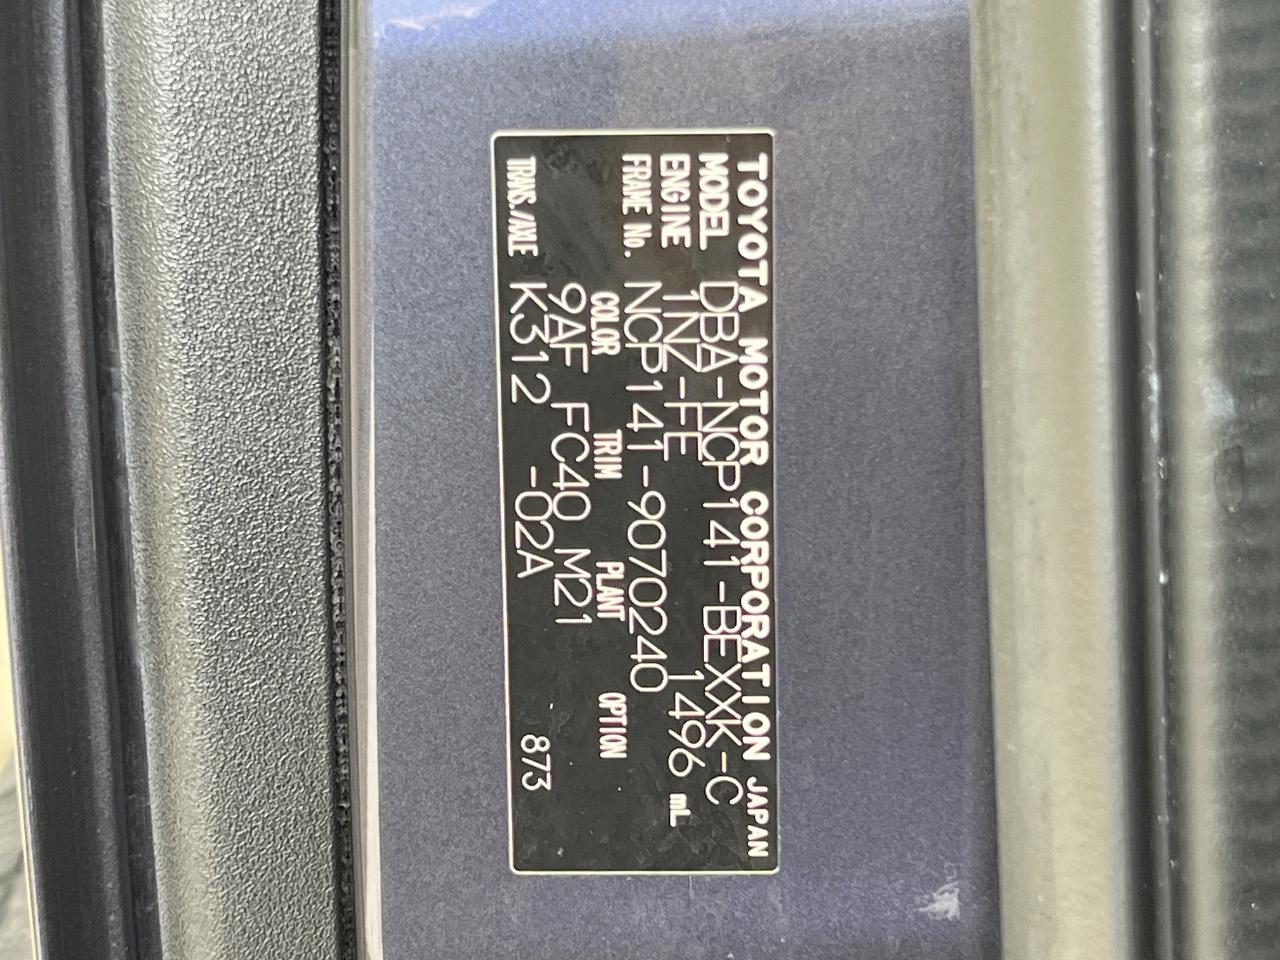 TOYOTA MOTOR CORPORATION JAPAN
MODEL DBA-NCP141-BEXXK-C
ENGINE 1NZ-FE 1496 mL
FRAME No. NCP141-9070240
COLOR TRIM PLANT OPTION
9AF FC40 M21
TRANS./AXLE K312 -02A 873